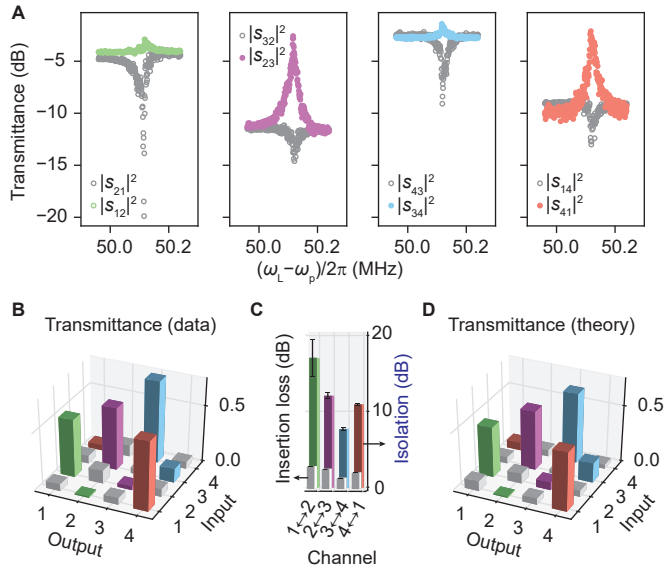 A
Transmittance (dB)
−5
−10
−15
−20
|s21|²
|s12|²
|s32|²
|s23|²
|s43|²
|s34|²
|s14|²
|s41|²
50.0 50.2 50.0 50.2 50.0 50.2 50.0 50.2
(ωL−ωp)/2π (MHz)
B
Transmittance (data)
0.5
0.0
1 2 3 4
Output
1 2 3 4
Input
C
Insertion loss (dB)
20
10
0
Isolation (dB)
1↔2
2↔3
3↔4
4↔1
Channel
D
Transmittance (theory)
0.5
0.0
1 2 3 4
Output
1 2 3 4
Input